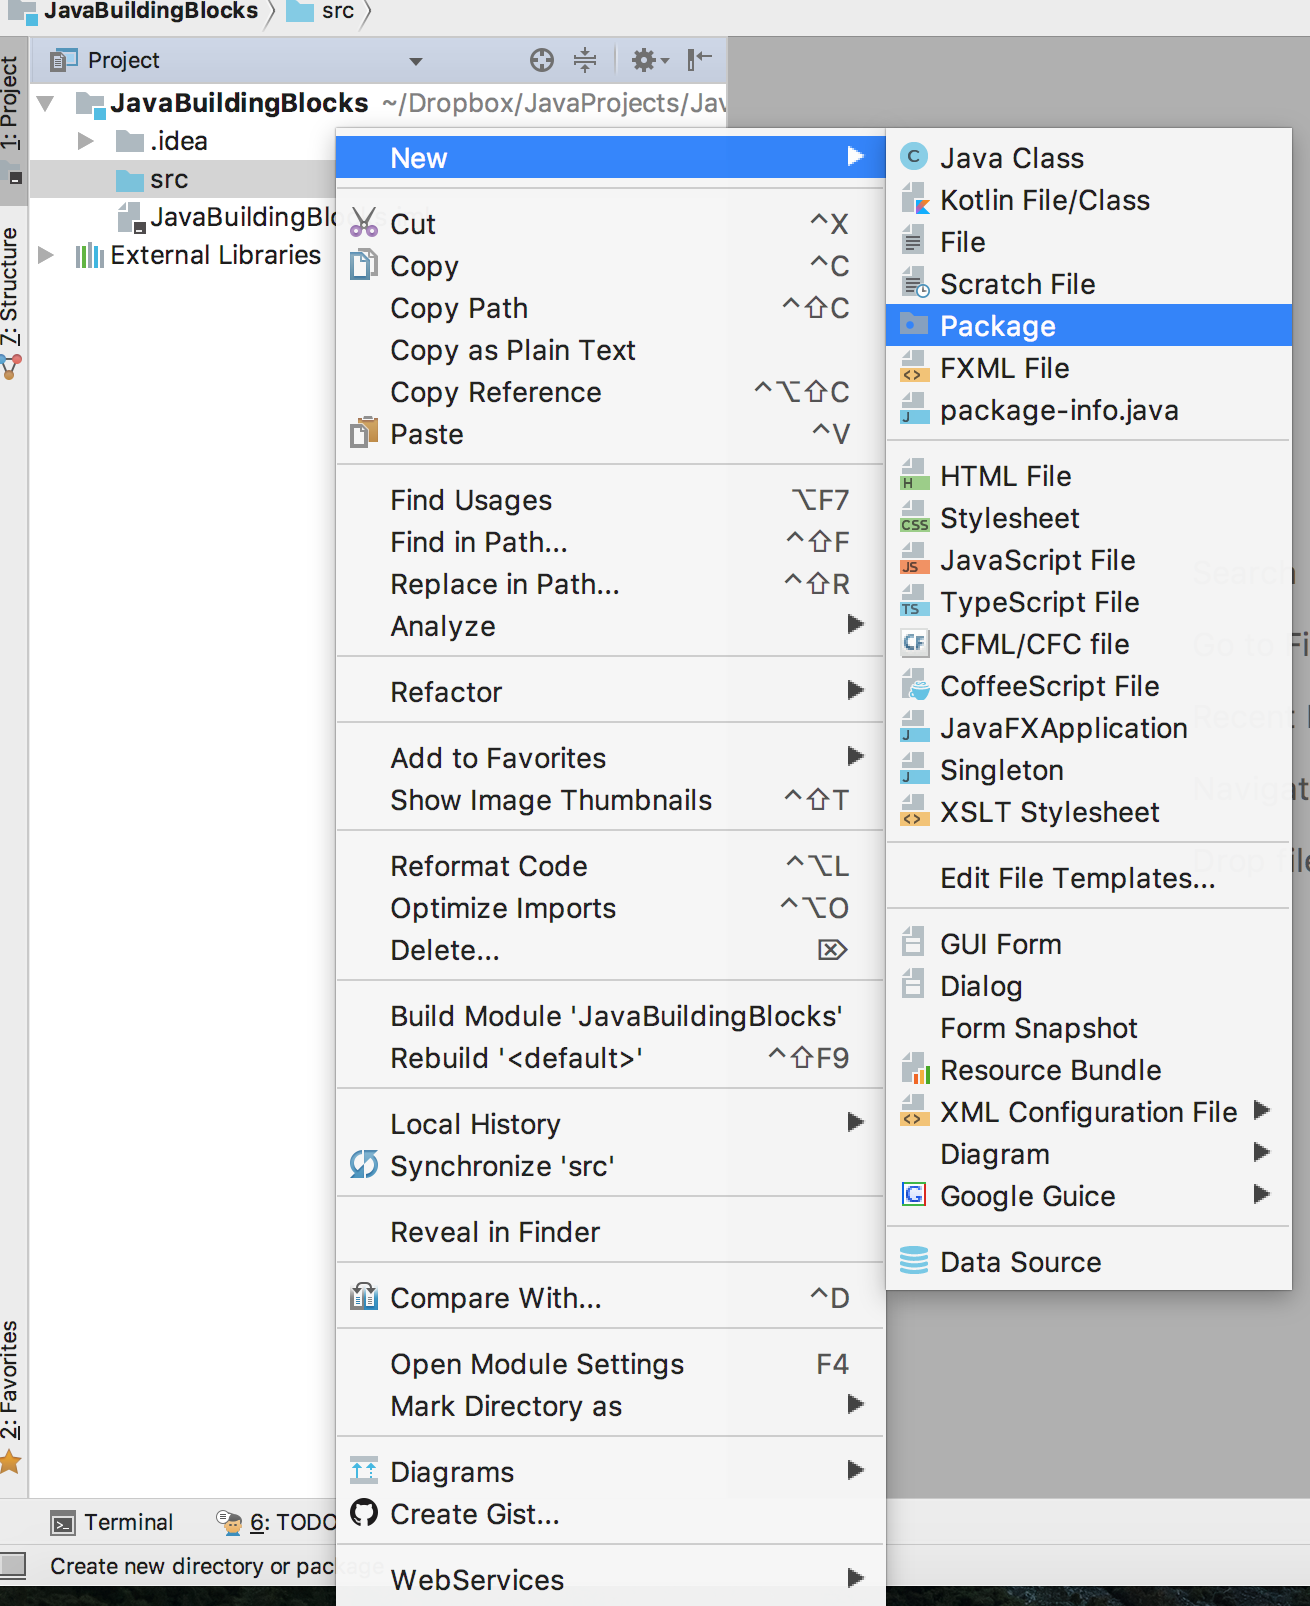 JavaBuildingBlocks
src
1: Project
Project
JavaBuildingBlocks ~/Dropbox/JavaProjects/Jav
.idea
src
JavaBuildingBlo
External Libraries
7: Structure
2: Favorites
New
Cut ^X
Copy ^C
Copy Path ^⇧C
Copy as Plain Text
Copy Reference ^⌥⇧C
Paste ^V
Find Usages ⌥F7
Find in Path... ^⇧F
Replace in Path... ^⇧R
Analyze
Refactor
Add to Favorites
Show Image Thumbnails ^⇧T
Reformat Code ^⌥L
Optimize Imports ^⌥O
Delete... ⌦
Build Module 'JavaBuildingBlocks'
Rebuild '<default>' ^⇧F9
Local History
Synchronize 'src'
Reveal in Finder
Compare With... ^D
Open Module Settings F4
Mark Directory as
Diagrams
Create Gist...
WebServices
C Java Class
Kotlin File/Class
File
Scratch File
Package
<> FXML File
J package-info.java
H HTML File
CSS Stylesheet
JS JavaScript File
TS TypeScript File
CF CFML/CFC file
CoffeeScript File
J JavaFXApplication
J Singleton
<> XSLT Stylesheet
Edit File Templates...
GUI Form
Dialog
Form Snapshot
Resource Bundle
<> XML Configuration File
Diagram
G Google Guice
Data Source
Search
Go to Fi
Recent
Navigat
Drop file
Terminal
6: TODO
Create new directory or package